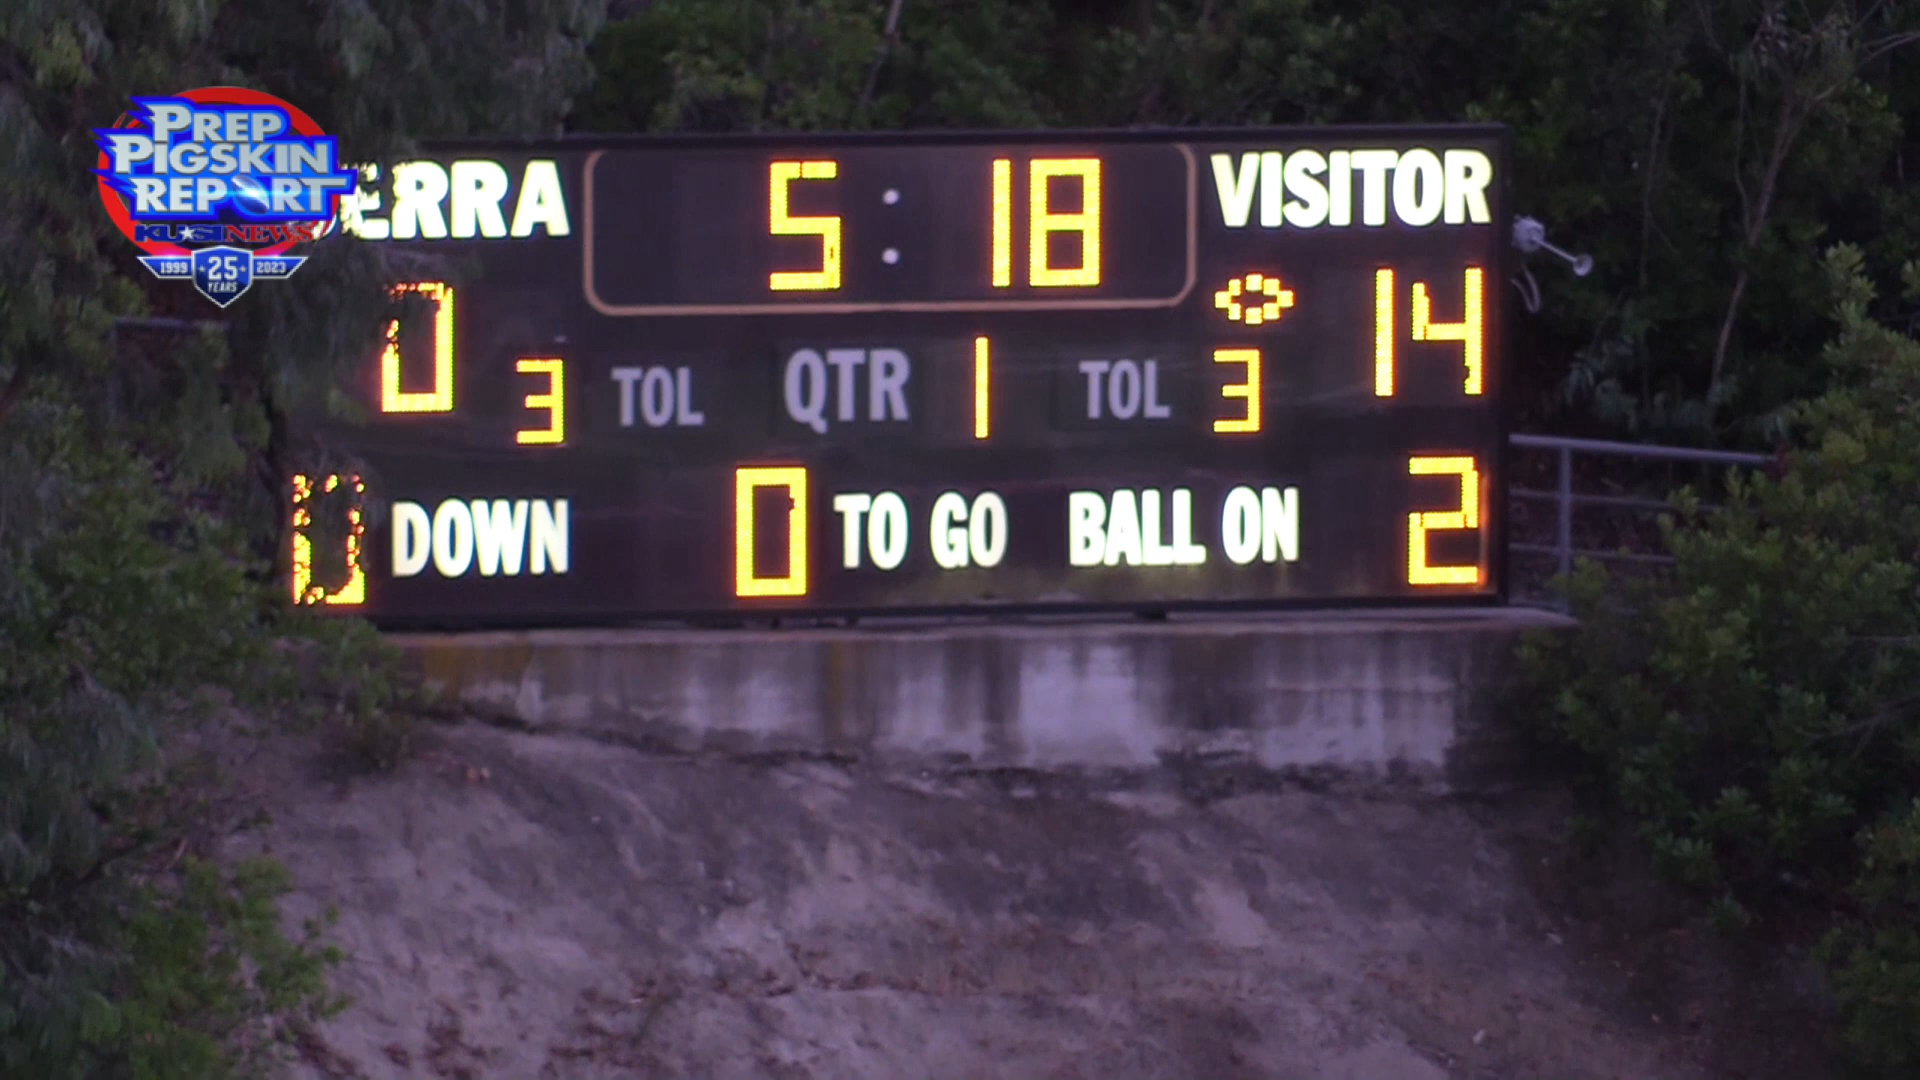 PREP
PIGSKIN
REPORT
KUSI NEWS
1999 25 2023
YEARS
ERRA 5:18 VISITOR
0 14
3 TOL QTR 1 TOL 3
0 DOWN 0 TO GO BALL ON 2